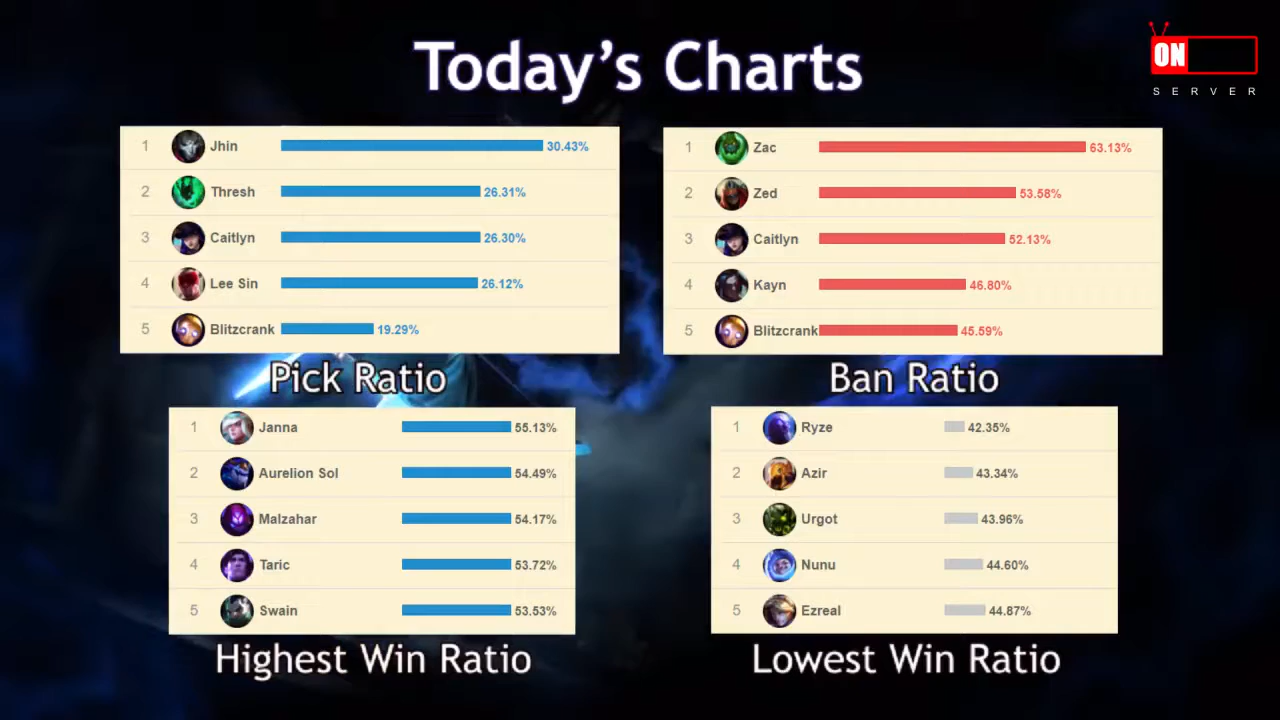 Today's Charts
ON
SERVER
1 Jhin 30.43%
2 Thresh 26.31%
3 Caitlyn 26.30%
4 Lee Sin 26.12%
5 Blitzcrank 19.29%
Pick Ratio
1 Zac 63.13%
2 Zed 53.58%
3 Caitlyn 52.13%
4 Kayn 46.80%
5 Blitzcrank 45.59%
Ban Ratio
1 Janna 55.13%
2 Aurelion Sol 54.49%
3 Malzahar 54.17%
4 Taric 53.72%
5 Swain 53.53%
Highest Win Ratio
1 Ryze 42.35%
2 Azir 43.34%
3 Urgot 43.96%
4 Nunu 44.60%
5 Ezreal 44.87%
Lowest Win Ratio